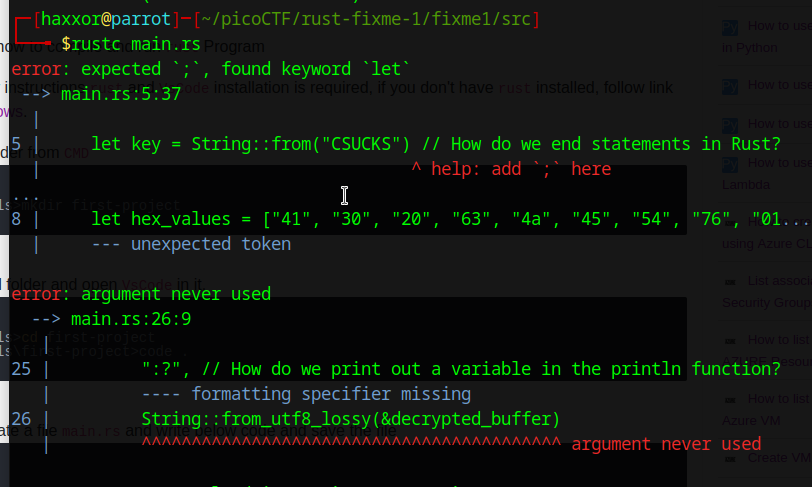 [haxxor@parrot]-[~/picoCTF/rust-fixme-1/fixme1/src]
$rustc main.rs
Program
error: expected `;`, found keyword `let`
installation is required, if you don't have rust installed, follow link
--> main.rs:5:37
|
5 | let key = String::from("CSUCKS") // How do we end statements in Rust?
| ^ help: add `;` here
...
8 | let hex_values = ["41", "30", "20", "63", "4a", "45", "54", "76", "01...
| --- unexpected token
error: argument never used
--> main.rs:26:9
|
25 | ":?", // How do we print out a variable in the println function?
| ---- formatting specifier missing
26 | String::from_utf8_lossy(&decrypted_buffer)
| ^^^^^^^^^^^^^^^^^^^^^^^^^^^^^^^^^^^^^^^^^^ argument never used
How to use
in Python
How to use
How to
How to use
Lambda
using Azure CL
List associa
Security Group
How to list
How to list
Azure VM
Create VM